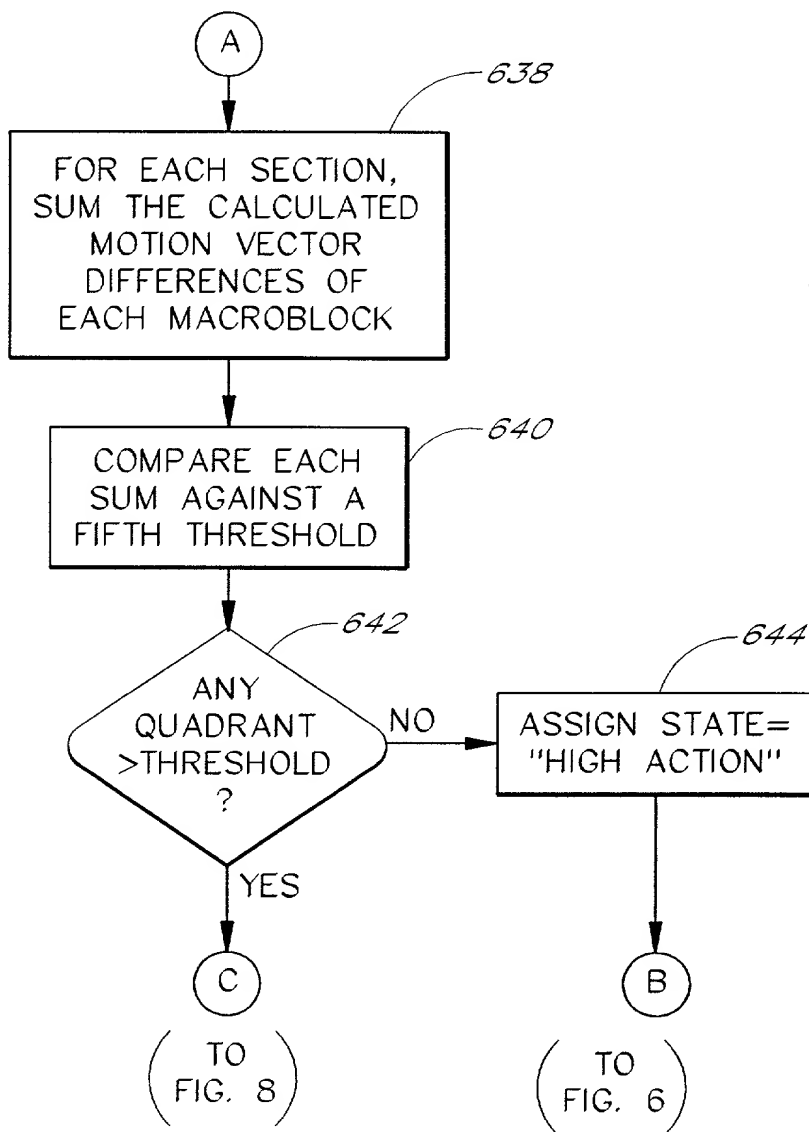 A
638
FOR EACH SECTION,
SUM THE CALCULATED
MOTION VECTOR
DIFFERENCES OF
EACH MACROBLOCK
640
COMPARE EACH
SUM AGAINST A
FIFTH THRESHOLD
642
ANY
QUADRANT
>THRESHOLD
?
NO
644
ASSIGN STATE=
"HIGH ACTION"
YES
C
(TO
FIG. 8)
B
(TO
FIG. 6)